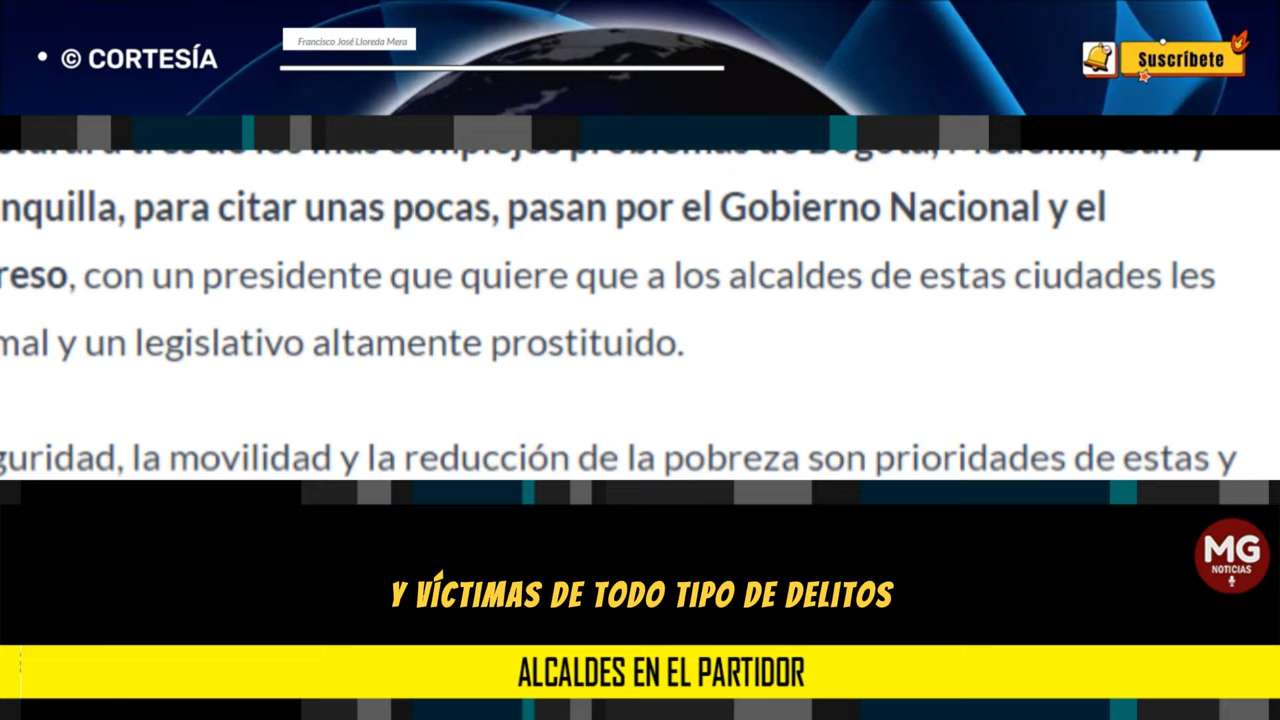 • © CORTESÍA
Francisco José Lloreda Mera
Suscríbete
nquilla, para citar unas pocas, pasan por el Gobierno Nacional y el
reso, con un presidente que quiere que a los alcaldes de estas ciudades les
mal y un legislativo altamente prostituido.
guridad, la movilidad y la reducción de la pobreza son prioridades de estas y
MG
NOTICIAS
Y VÍCTIMAS DE TODO TIPO DE DELITOS
ALCALDES EN EL PARTIDOR